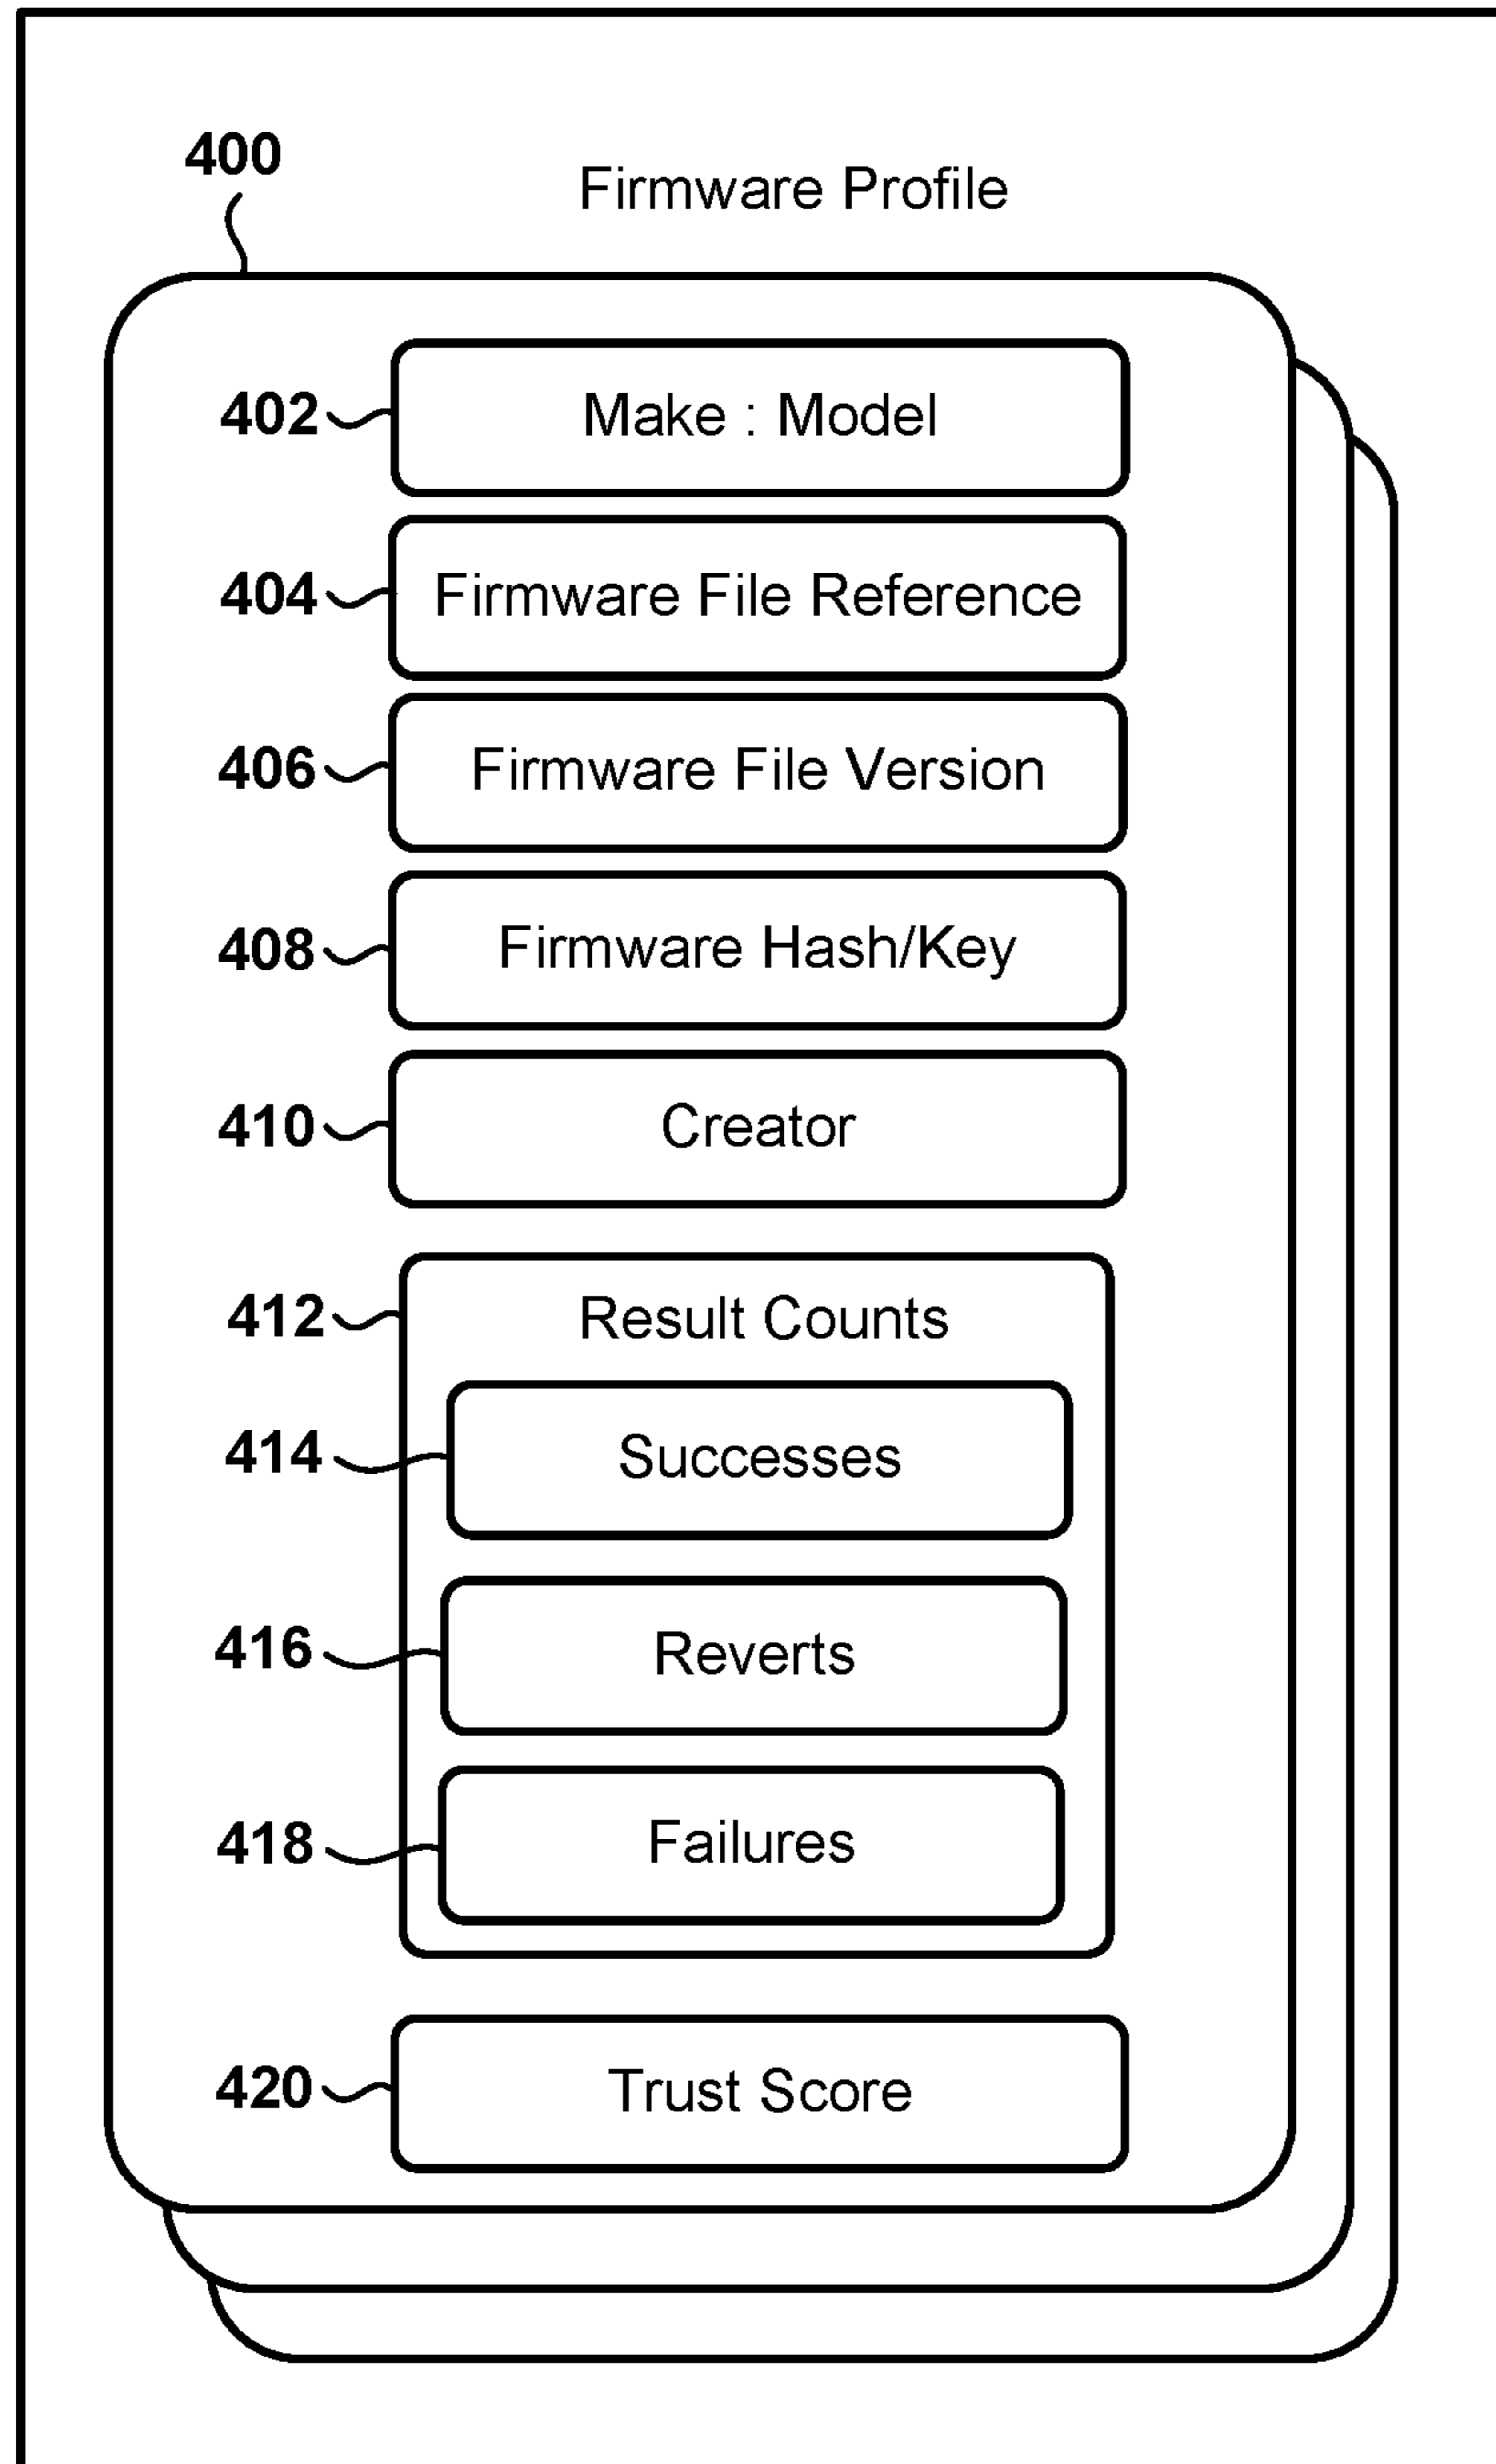 400
Firmware Profile
402 Make : Model
404 Firmware File Reference
406 Firmware File Version
408 Firmware Hash/Key
410 Creator
412 Result Counts
414 Successes
416 Reverts
418 Failures
420 Trust Score